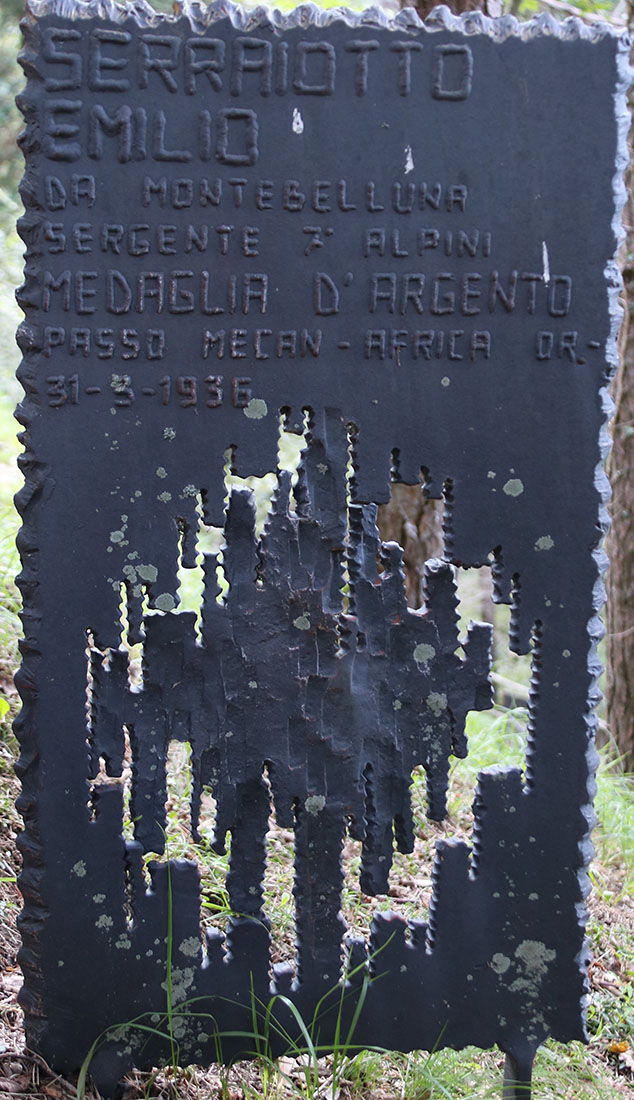 SERRAIOTTO
EMILIO
DA MONTEBELLUNA
SERGENTE 7° ALPINI
MEDAGLIA D'ARGENTO
PASSO MECAN - AFRICA OR.-
31-3-1936